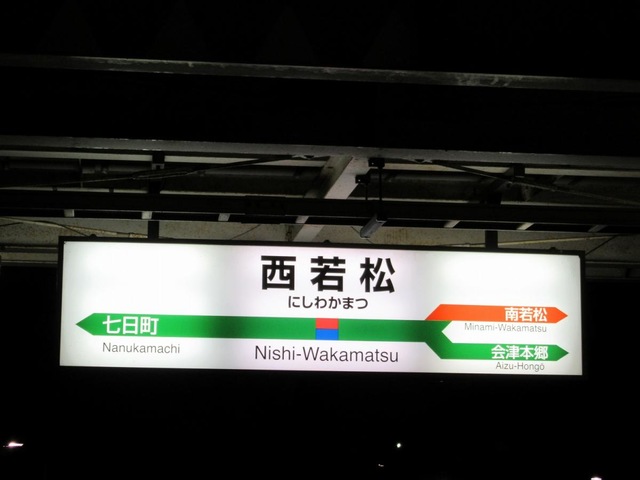 西若松
にしわかまつ
七日町
Nanukamachi
Nishi-Wakamatsu
南若松
Minami-Wakamatsu
会津本郷
Aizu-Hongō